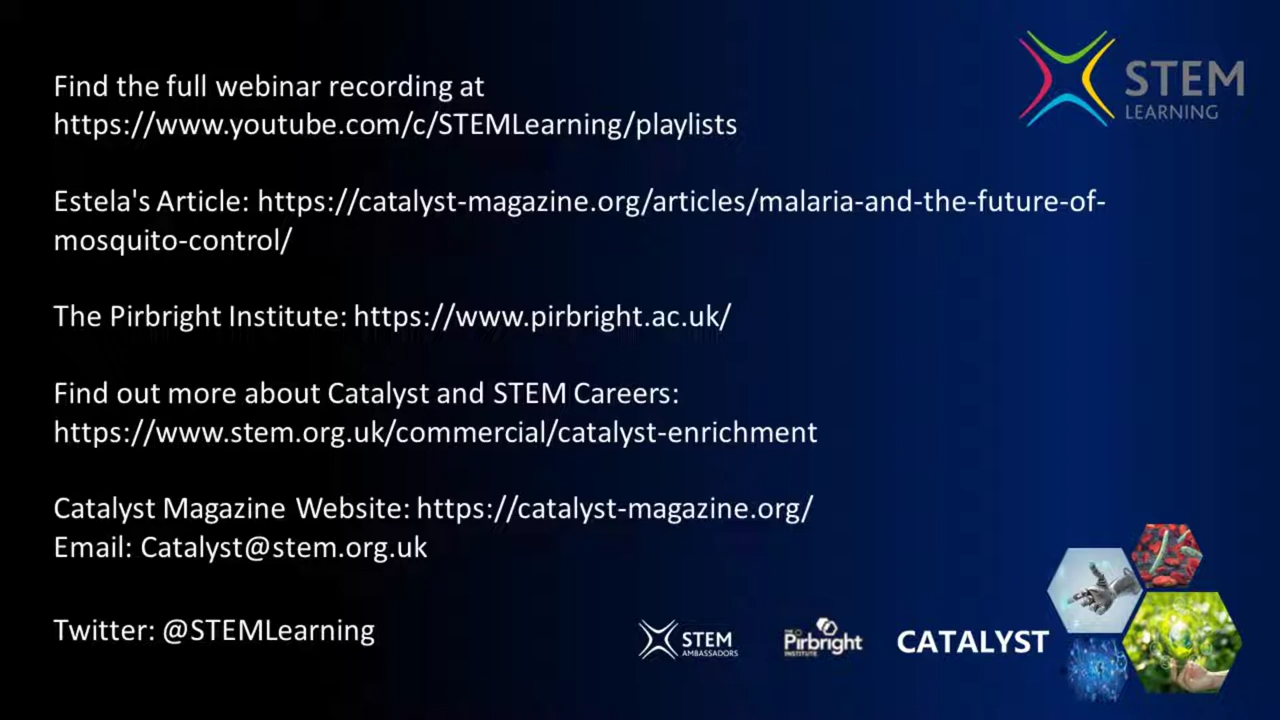 Find the full webinar recording at
https://www.youtube.com/c/STEMLearning/playlists
STEM
LEARNING
Estela's Article: https://catalyst-magazine.org/articles/malaria-and-the-future-of-
mosquito-control/
The Pirbright Institute: https://www.pirbright.ac.uk/
Find out more about Catalyst and STEM Careers:
https://www.stem.org.uk/commercial/catalyst-enrichment
Catalyst Magazine Website: https://catalyst-magazine.org/
Email: Catalyst@stem.org.uk
Twitter: @STEMLearning
STEM
AMBASSADORS
THE
Pirbright
INSTITUTE
CATALYST